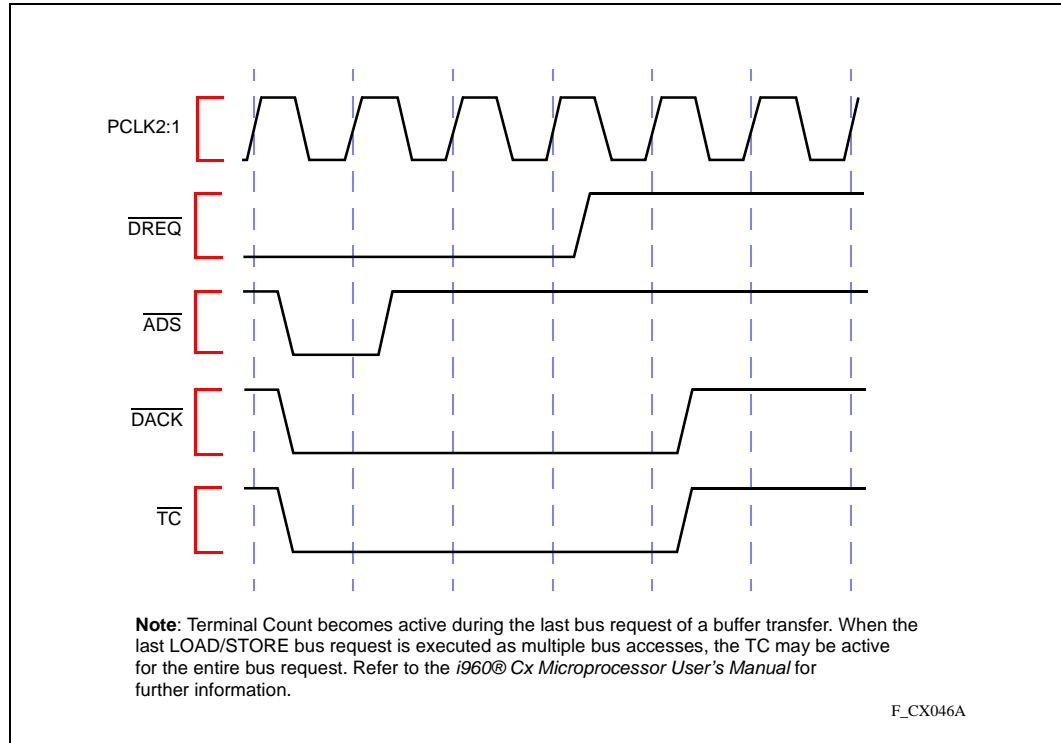 PCLK2:1
DREQ
ADS
DACK
TC
Note: Terminal Count becomes active during the last bus request of a buffer transfer. When the
last LOAD/STORE bus request is executed as multiple bus accesses, the TC may be active
for the entire bus request. Refer to the i960® Cx Microprocessor User's Manual for
further information.
F_CX046A